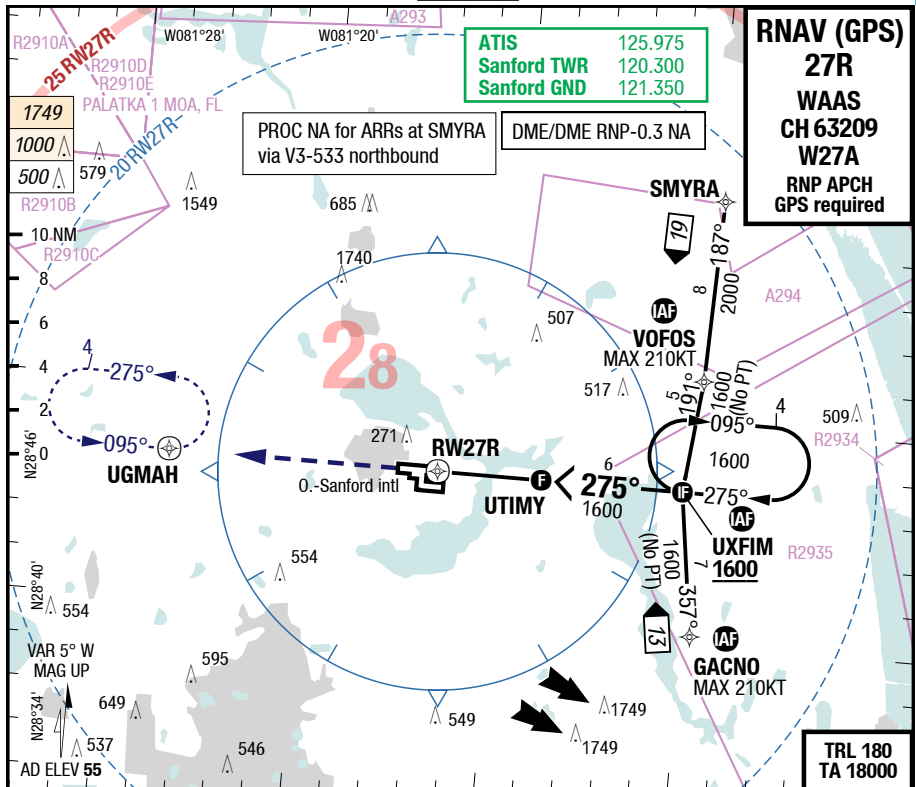 RNAV (GPS)
27R
WAAS
CH 63209
W27A
RNP APCH
GPS required
A293
W081°28'
W081°20'
R2910A
25 RW27R
R2910D
R2910E
PALATKA 1 MOA, FL
ATIS 125.975
Sanford TWR 120.300
Sanford GND 121.350
1749
1000
500
579
20 RW27R
PROC NA for ARRs at SMYRA
via V3-533 northbound
DME/DME RNP-0.3 NA
R2910B
1549
685
SMYRA
19
187°
8
2000
10 NM
R2910C
8
6
4
2
0
1740
A294
IAF
VOFOS
MAX 210KT
507
28
517
5
191°
1600
(No PT)
4
275°
095°
UGMAH
N28°46'
095°
4
1600
275°
509
R2934
271
RW27R
O.-Sanford intl
F
UTIMY
6
275°
1600
IF
IAF
UXFIM
1600
R2935
1600
(No PT)
7
357°
13
IAF
GACNO
MAX 210KT
554
N28°40'
554
VAR 5° W
MAG UP
595
649
N28°34'
537
546
549
1749
1749
AD ELEV 55
TRL 180
TA 18000